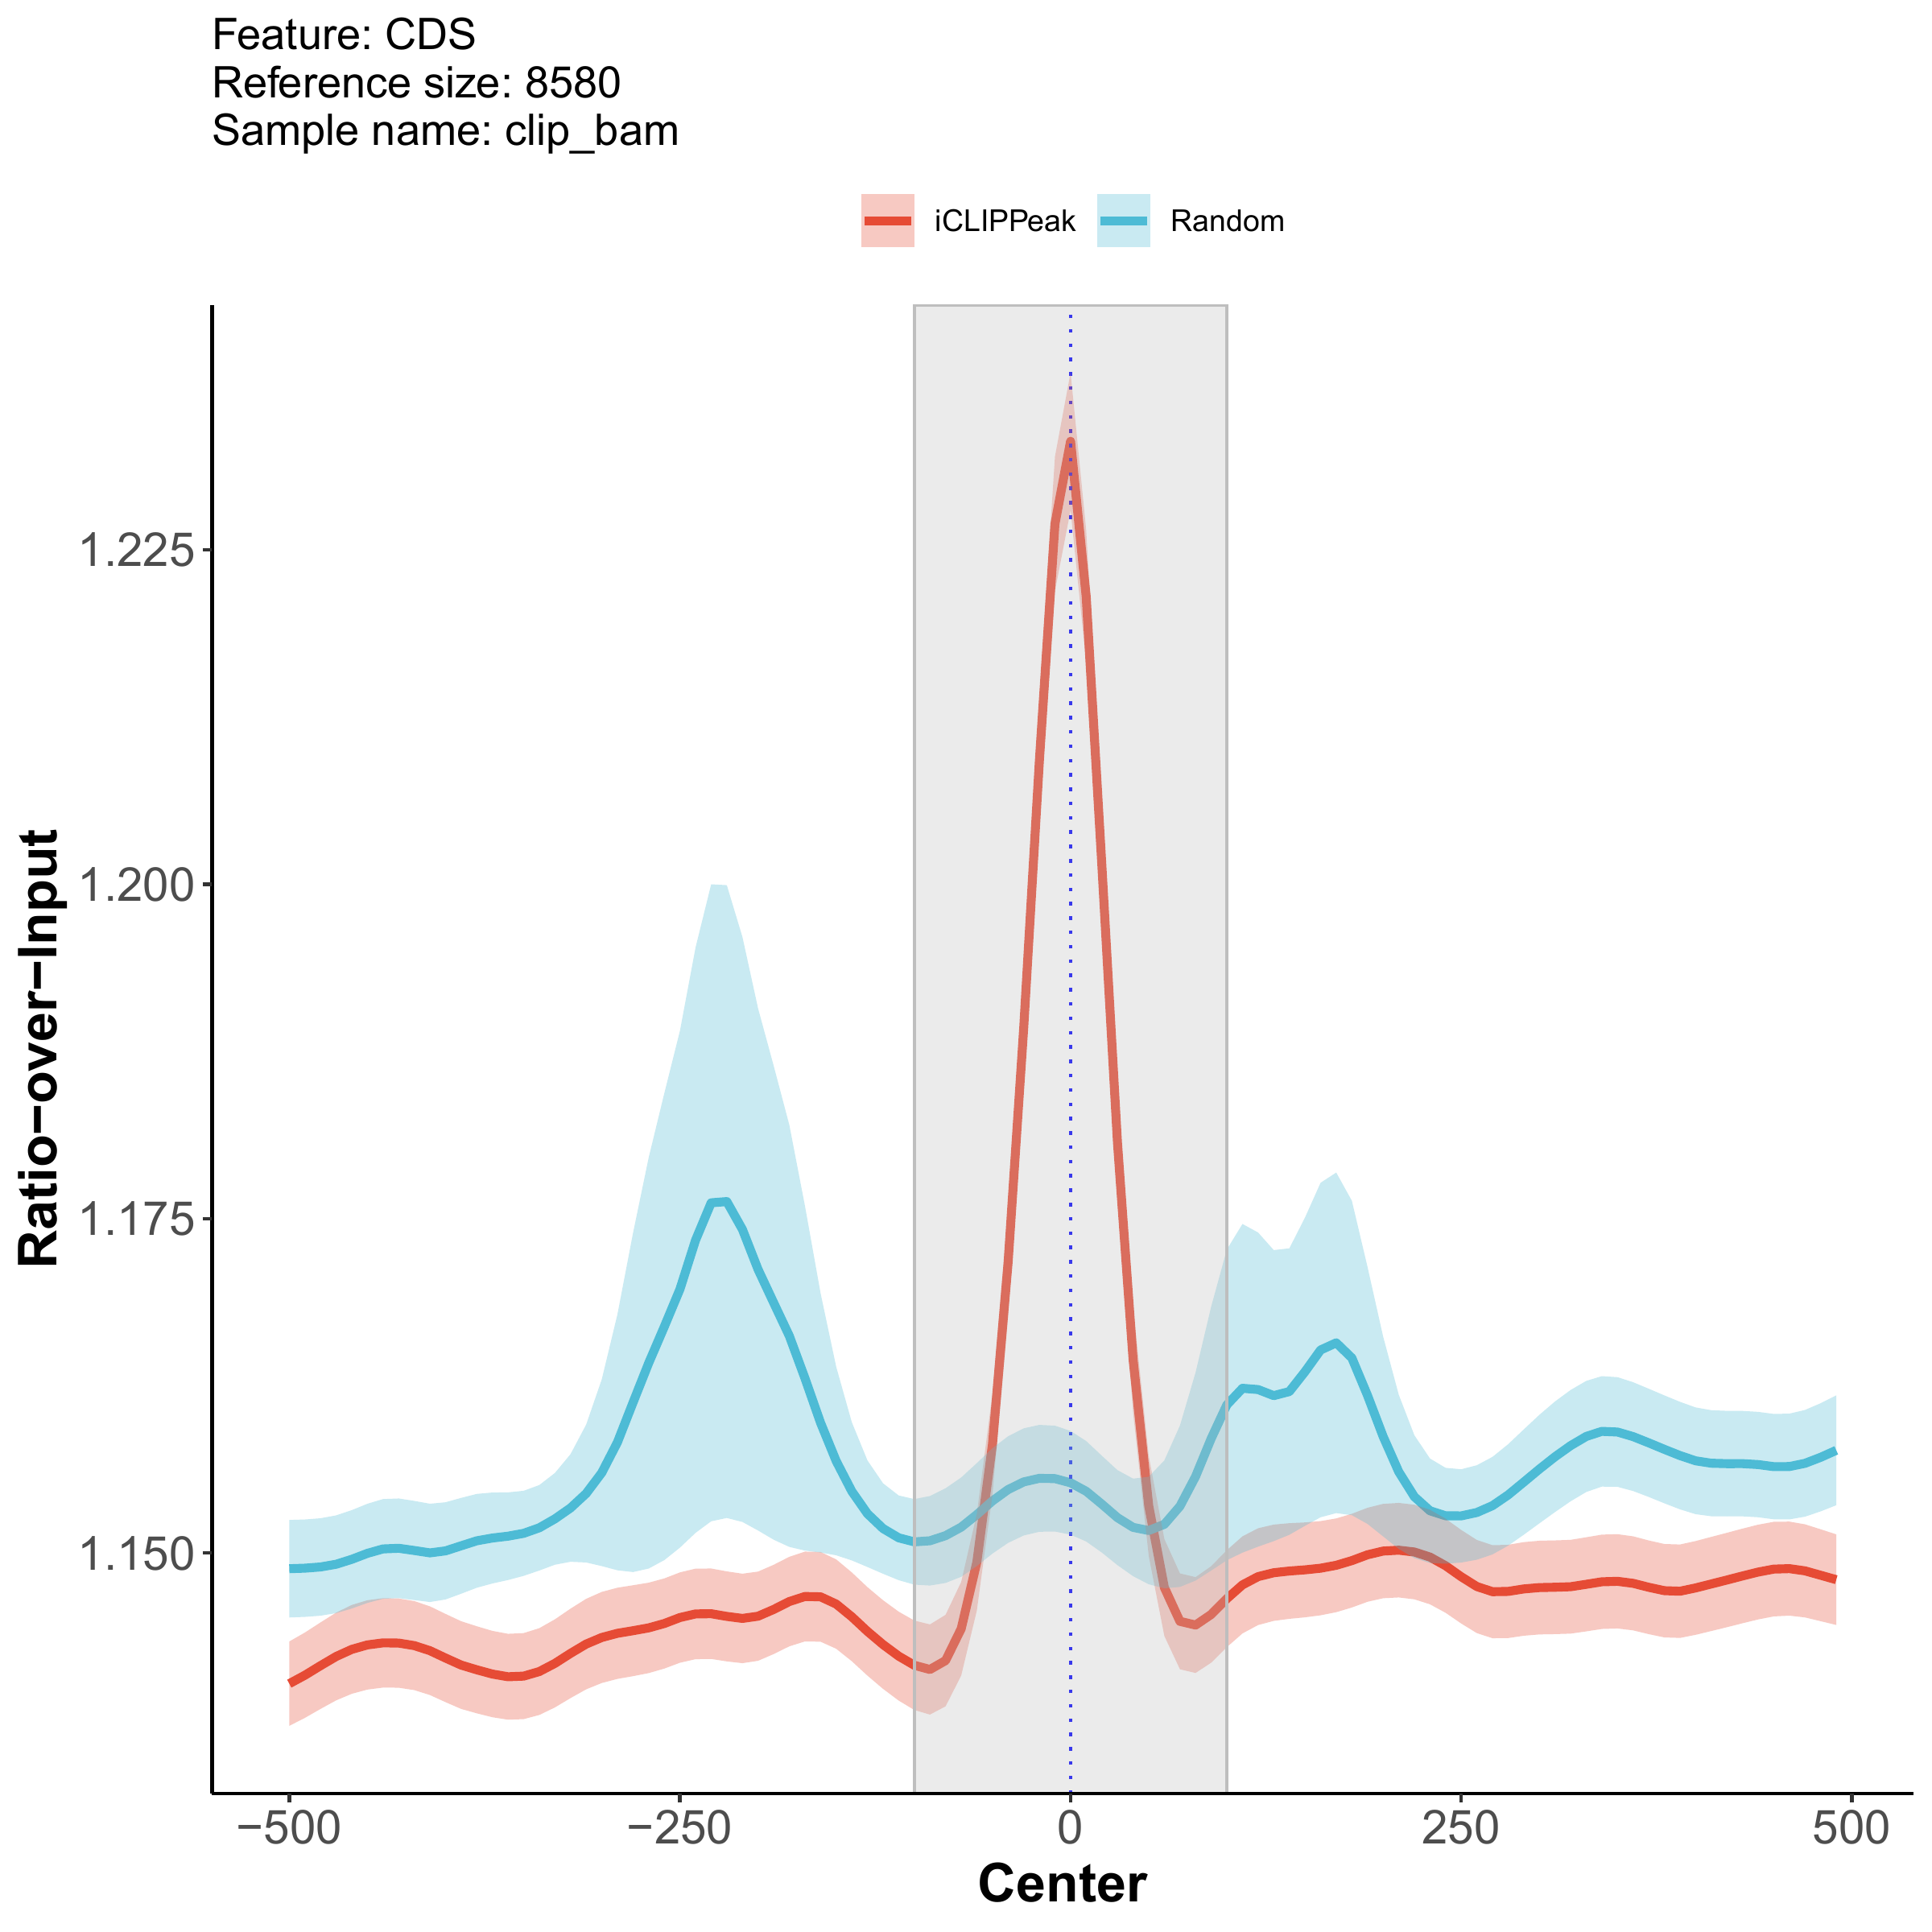 Feature: CDS
Reference size: 8580
Sample name: clip_bam
iCLIPPeak Random
Ratio−over−Input
1.225
1.200
1.175
1.150
−500 −250 0 250 500
Center